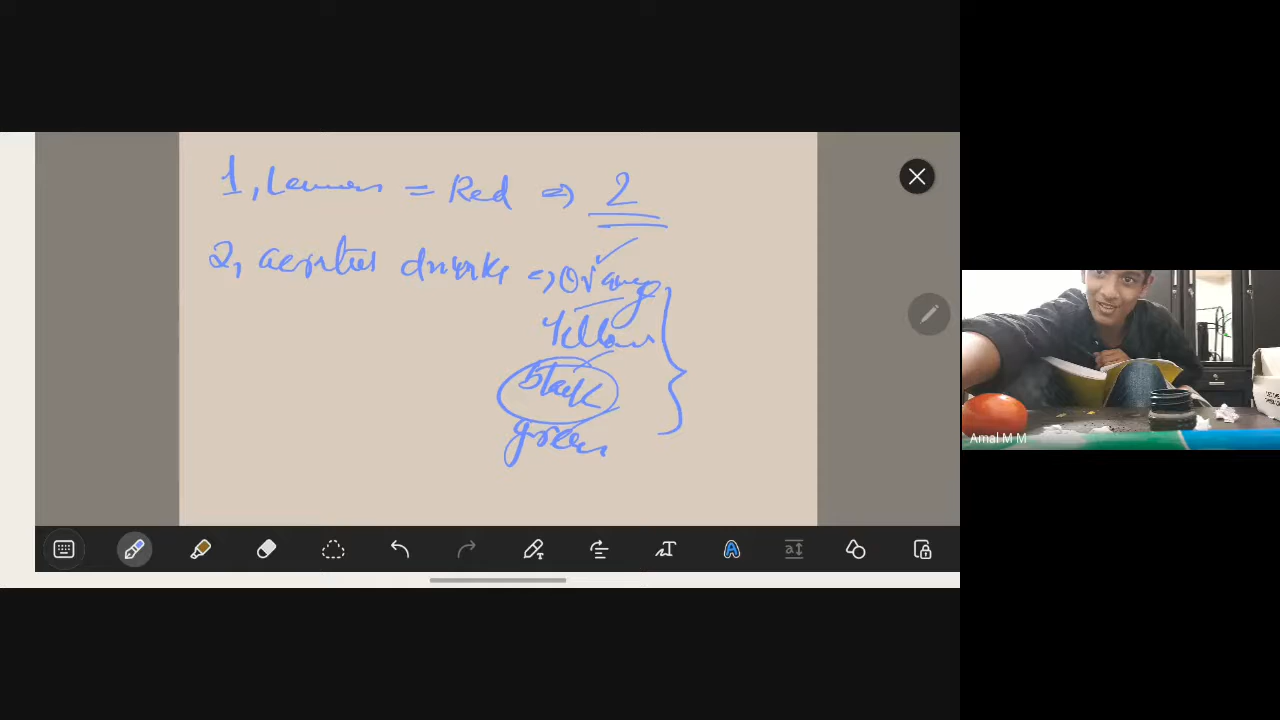 1, Lemon = Red => 2
2, aerated drinks => Orange
Yellow
black
green
Amal M M